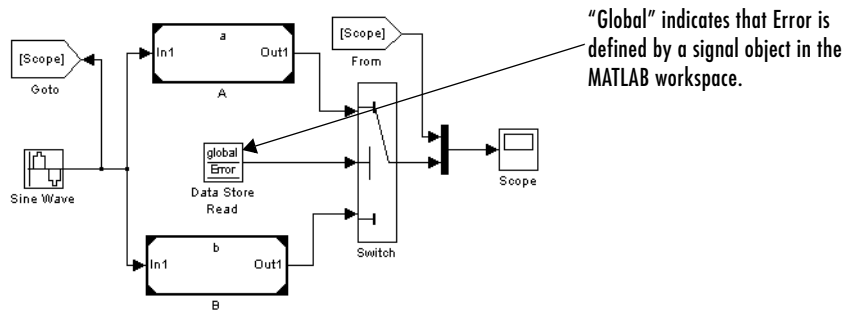 "Global" indicates that Error is
defined by a signal object in the
MATLAB workspace.
[Scope]
Goto
a
In1
Out1
A
[Scope]
From
global
Error
Data Store
Read
Sine Wave
Scope
b
In1
Out1
B
Switch